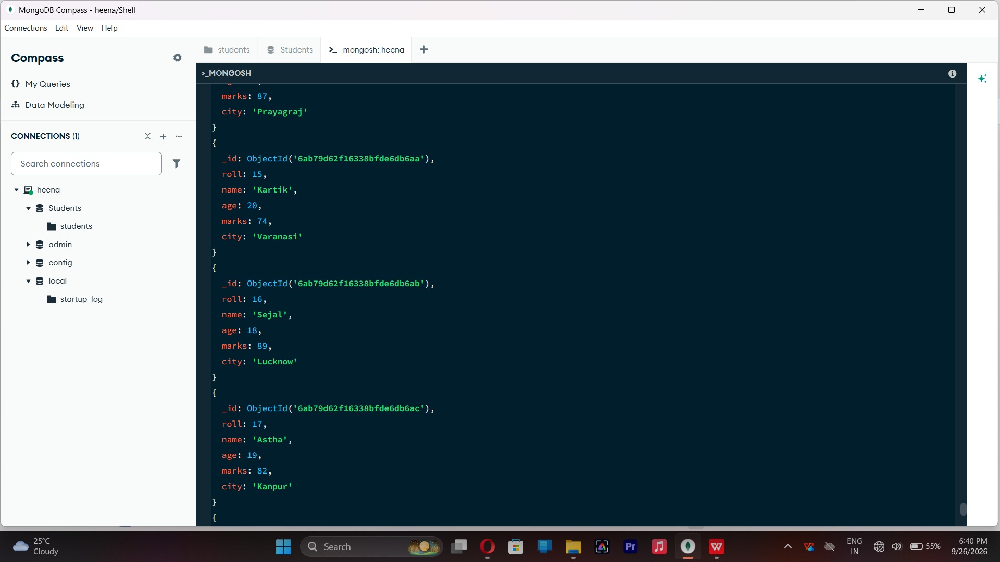 MongoDB Compass - heena/Shell
Connections Edit View Help
Compass
My Queries
Data Modeling
CONNECTIONS (1)
Search connections
heena
Students
students
admin
config
local
startup_log
students Students mongosh: heena
>_MONGOSH
marks: 87,
city: 'Prayagraj'
}
{
_id: ObjectId('6ab79d62f16338bfde6db6aa'),
roll: 15,
name: 'Kartik',
age: 20,
marks: 74,
city: 'Varanasi'
}
{
_id: ObjectId('6ab79d62f16338bfde6db6ab'),
roll: 16,
name: 'Sejal',
age: 18,
marks: 89,
city: 'Lucknow'
}
{
_id: ObjectId('6ab79d62f16338bfde6db6ac'),
roll: 17,
name: 'Astha',
age: 19,
marks: 82,
city: 'Kanpur'
}
{
25°C
Cloudy
Search
Pr
ENG
IN
55%
6:40 PM
9/26/2026